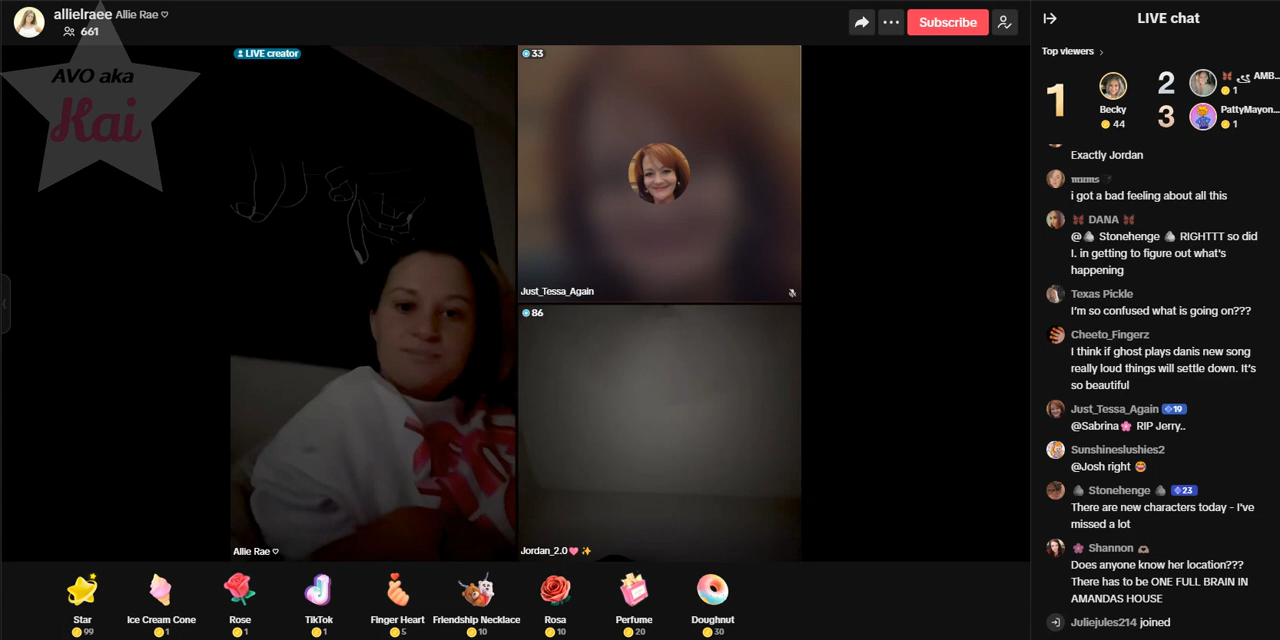 allielraee Allie Rae ♡
661
Subscribe
AVO aka
Kai
LIVE creator
33
Just_Tessa_Again
86
Allie Rae ♡
Jordan_2.0
Star
99
Ice Cream Cone
1
Rose
1
TikTok
1
Finger Heart
5
Friendship Necklace
10
Rosa
10
Perfume
20
Doughnut
30
LIVE chat
Top viewers
1
Becky
44
2
AMB...
1
3
PattyMayon...
1
Exactly Jordan
mums
i got a bad feeling about all this
DANA
@🪨 Stonehenge 🪨 RIGHTTT so did
I. in getting to figure out what's
happening
Texas Pickle
I'm so confused what is going on???
Cheeto_Fingerz
I think if ghost plays danis new song
really loud things will settle down. It's
so beautiful
Just_Tessa_Again 19
@Sabrina🌸 RIP Jerry..
Sunshineslushies2
@Josh right
Stonehenge 23
There are new characters today - I've
missed a lot
Shannon
Does anyone know her location???
There has to be ONE FULL BRAIN IN
AMANDAS HOUSE
Juliejules214 joined